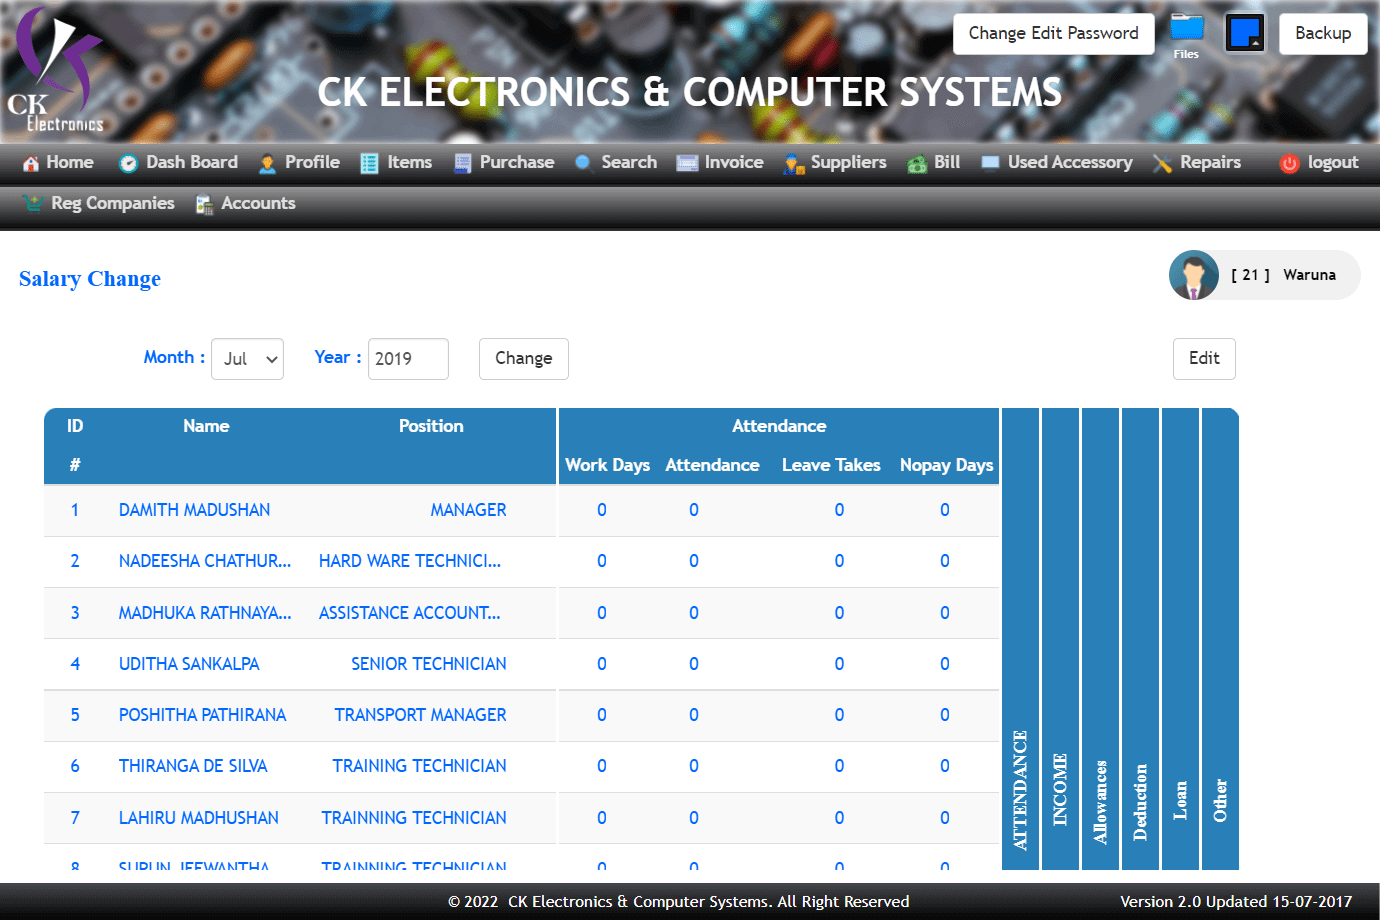 CK
Electronics
Change Edit Password
Files
Backup
CK ELECTRONICS & COMPUTER SYSTEMS
Home Dash Board Profile Items Purchase Search Invoice Suppliers Bill Used Accessory Repairs logout
Reg Companies Accounts
Salary Change
[ 21 ] Waruna
Month : Jul Year : 2019 Change Edit
ID Name Position Attendance
# Work Days Attendance Leave Takes Nopay Days
1 DAMITH MADUSHAN MANAGER 0 0 0 0
2 NADEESHA CHATHUR... HARD WARE TECHNICI... 0 0 0 0
3 MADHUKA RATHNAYA... ASSISTANCE ACCOUNT... 0 0 0 0
4 UDITHA SANKALPA SENIOR TECHNICIAN 0 0 0 0
5 POSHITHA PATHIRANA TRANSPORT MANAGER 0 0 0 0
6 THIRANGA DE SILVA TRAINING TECHNICIAN 0 0 0 0
7 LAHIRU MADHUSHAN TRAINNING TECHNICIAN 0 0 0 0
8 SUPUN JEEWANTHA TRAINNING TECHNICIAN 0 0 0 0
ATTENDANCE
INCOME
Allowances
Deduction
Loan
Other
© 2022 CK Electronics & Computer Systems. All Right Reserved
Version 2.0 Updated 15-07-2017